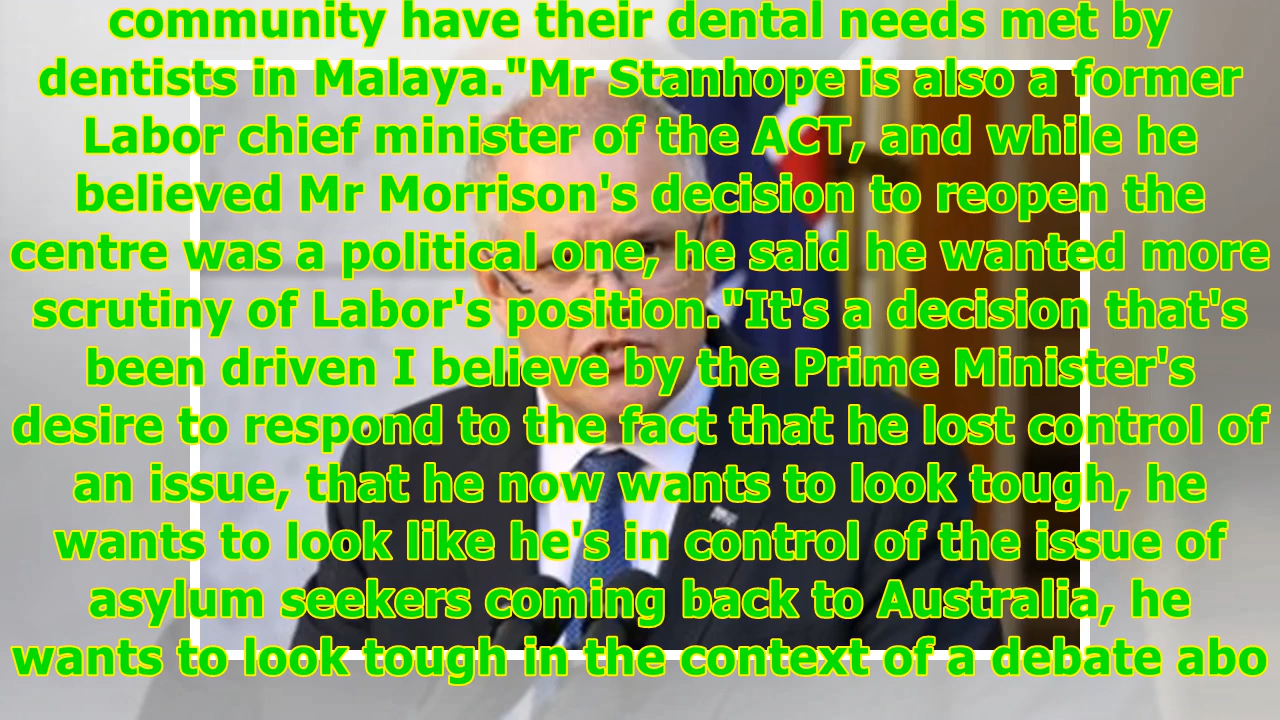 community have their dental needs met by
dentists in Malaya."Mr Stanhope is also a former
Labor chief minister of the ACT, and while he
believed Mr Morrison's decision to reopen the
centre was a political one, he said he wanted more
scrutiny of Labor's position."It's a decision that's
been driven I believe by the Prime Minister's
desire to respond to the fact that he lost control of
an issue, that he now wants to look tough, he
wants to look like he's in control of the issue of
asylum seekers coming back to Australia, he
wants to look tough in the context of a debate abo